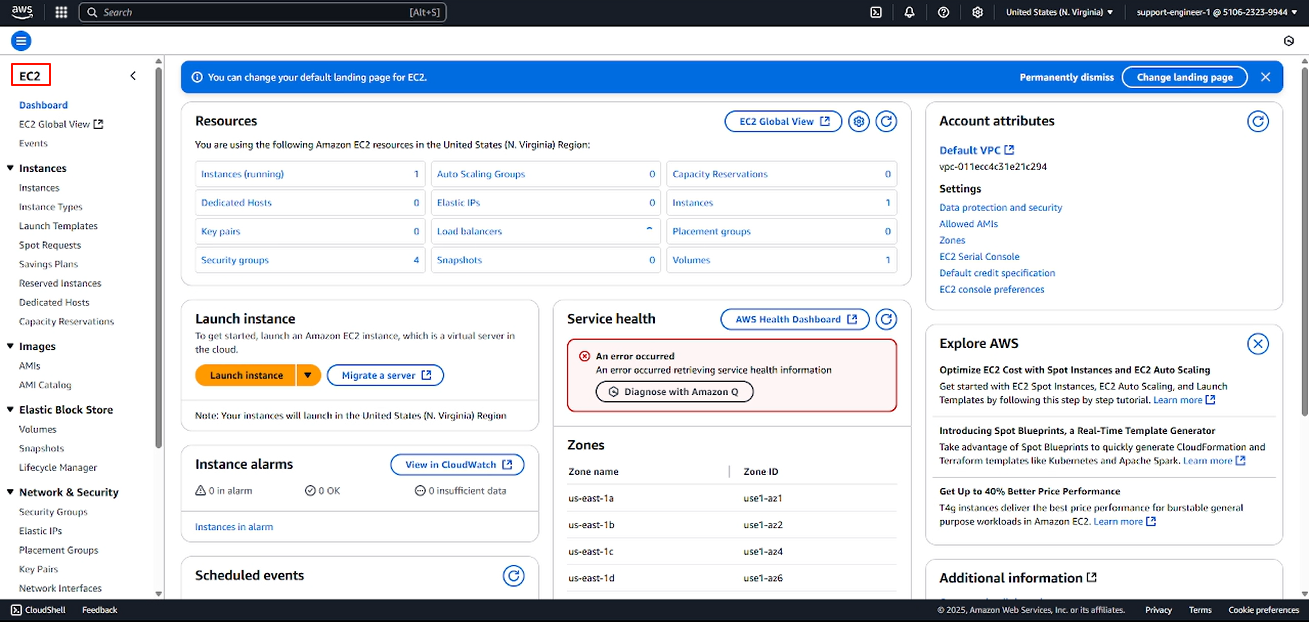 aws
Search [Alt+S]
United States (N. Virginia)
support-engineer-1 @ 5106-2323-9944
EC2
Dashboard
EC2 Global View
Events
Instances
Instances
Instance Types
Launch Templates
Spot Requests
Savings Plans
Reserved Instances
Dedicated Hosts
Capacity Reservations
Images
AMIs
AMI Catalog
Elastic Block Store
Volumes
Snapshots
Lifecycle Manager
Network & Security
Security Groups
Elastic IPs
Placement Groups
Key Pairs
Network Interfaces
You can change your default landing page for EC2.
Permanently dismiss
Change landing page
Resources
EC2 Global View
You are using the following Amazon EC2 resources in the United States (N. Virginia) Region:
Instances (running) 1
Auto Scaling Groups 0
Capacity Reservations 0
Dedicated Hosts 0
Elastic IPs 0
Instances 1
Key pairs 0
Load balancers
Placement groups 0
Security groups 4
Snapshots 0
Volumes 1
Launch instance
To get started, launch an Amazon EC2 instance, which is a virtual server in
the cloud.
Launch instance
Migrate a server
Note: Your instances will launch in the United States (N. Virginia) Region
Instance alarms
View in CloudWatch
0 in alarm
0 OK
0 insufficient data
Instances in alarm
Scheduled events
Service health
AWS Health Dashboard
An error occurred
An error occurred retrieving service health information
Diagnose with Amazon Q
Zones
Zone name Zone ID
us-east-1a use1-az1
us-east-1b use1-az2
us-east-1c use1-az4
us-east-1d use1-az6
Account attributes
Default VPC
vpc-011ecc4c31e21c294
Settings
Data protection and security
Allowed AMIs
Zones
EC2 Serial Console
Default credit specification
EC2 console preferences
Explore AWS
Optimize EC2 Cost with Spot Instances and EC2 Auto Scaling
Get started with EC2 Spot Instances, EC2 Auto Scaling, and Launch
Templates by following this step by step tutorial. Learn more
Introducing Spot Blueprints, a Real-Time Template Generator
Take advantage of Spot Blueprints to quickly generate CloudFormation and
Terraform templates like Kubernetes and Apache Spark. Learn more
Get Up to 40% Better Price Performance
T4g instances deliver the best price performance for burstable general
purpose workloads in Amazon EC2. Learn more
Additional information
CloudShell
Feedback
© 2025, Amazon Web Services, Inc. or its affiliates.
Privacy
Terms
Cookie preferences